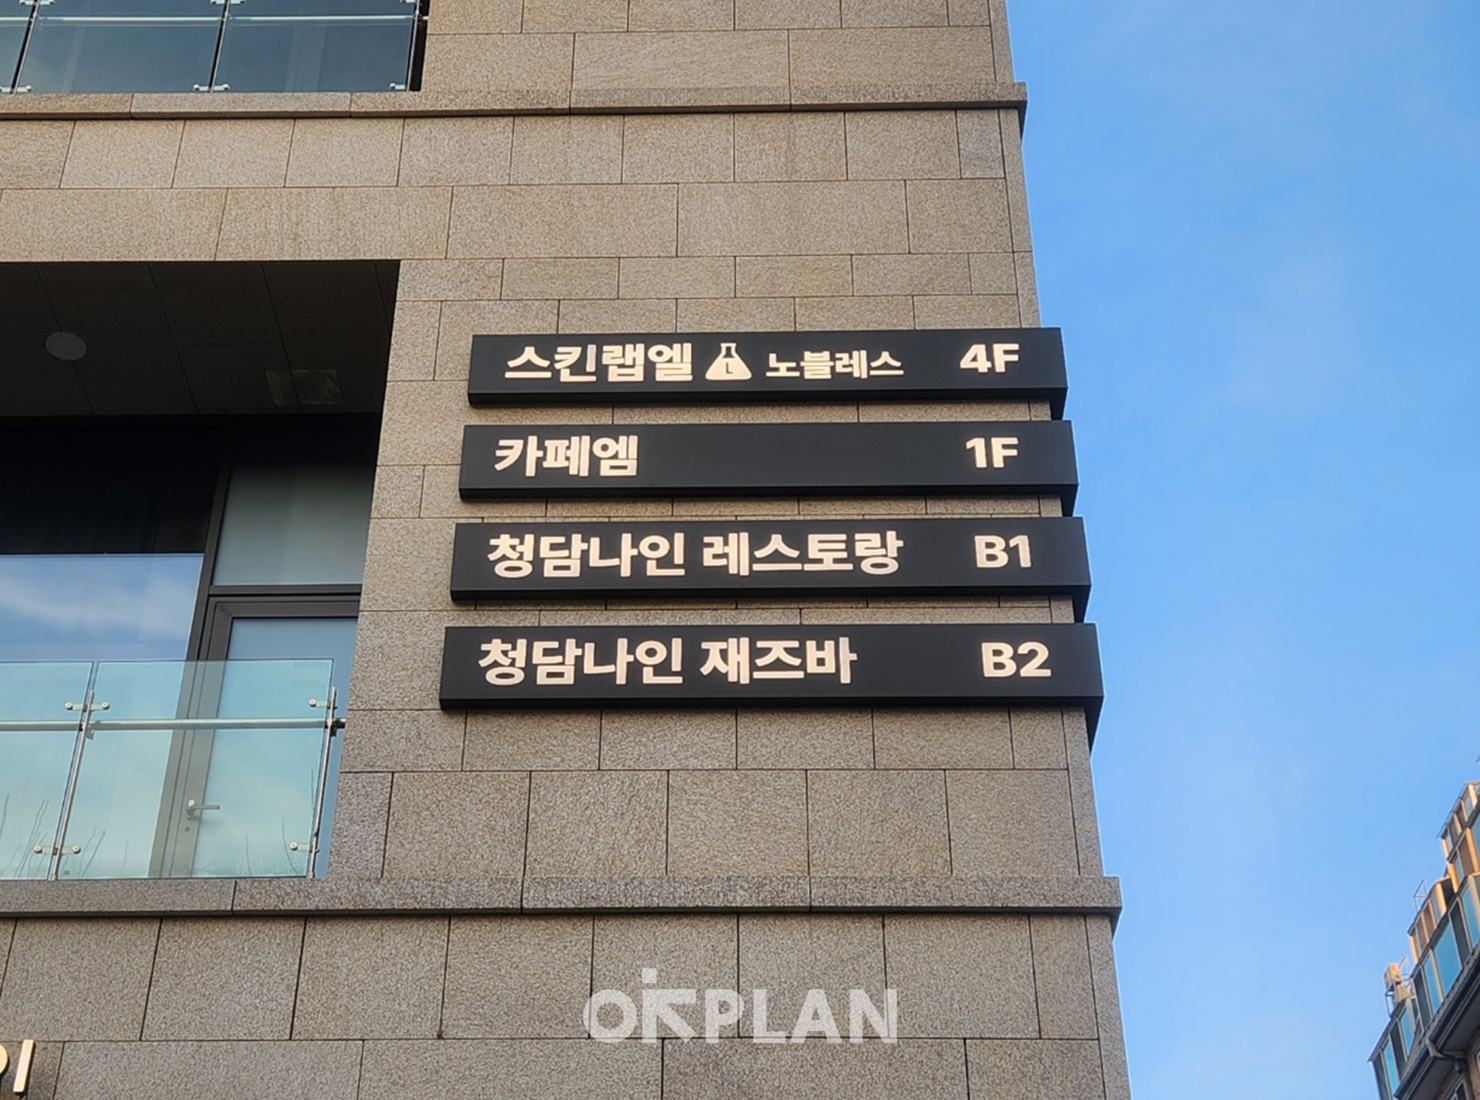 스킨랩엘 노블레스 4F
카페엠 1F
청담나인 레스토랑 B1
청담나인 재즈바 B2
OKPLAN